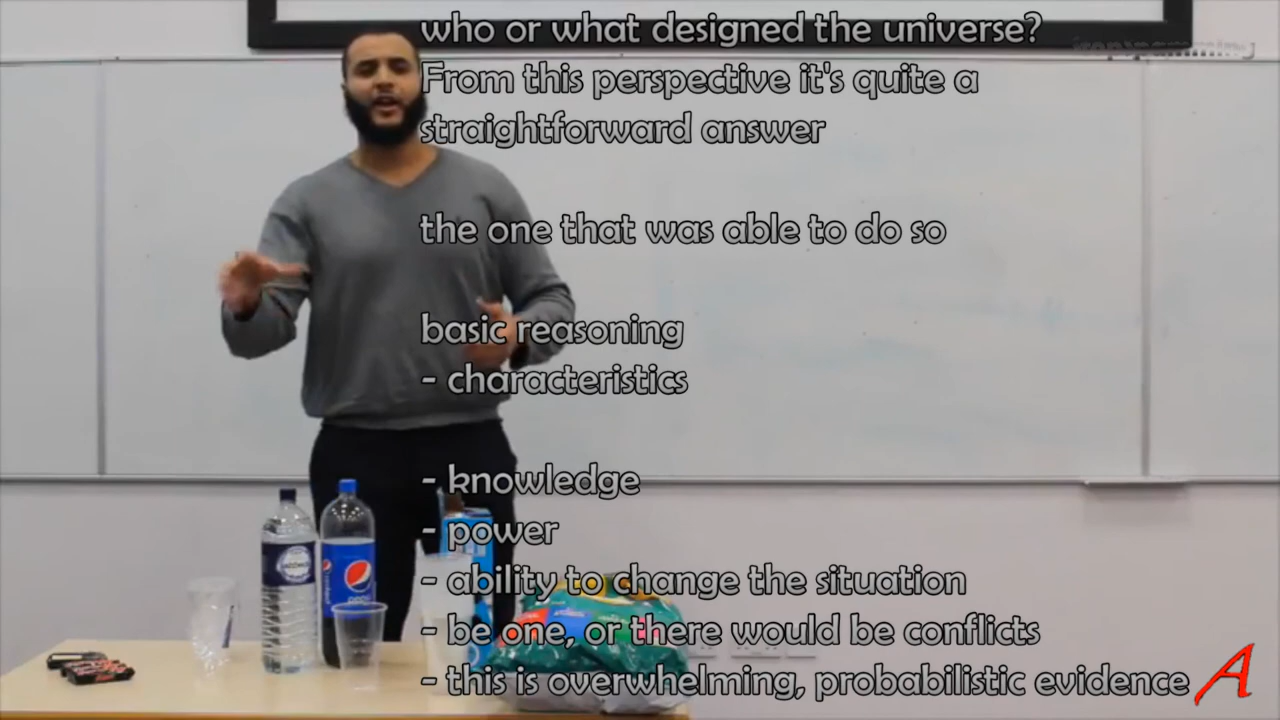 who or what designed the universe?
From this perspective it's quite a
straightforward answer
the one that was able to do so
basic reasoning
- characteristics
- knowledge
- power
- ability to change the situation
- be one, or there would be conflicts
- this is overwhelming, probabilistic evidence
A
pepsi